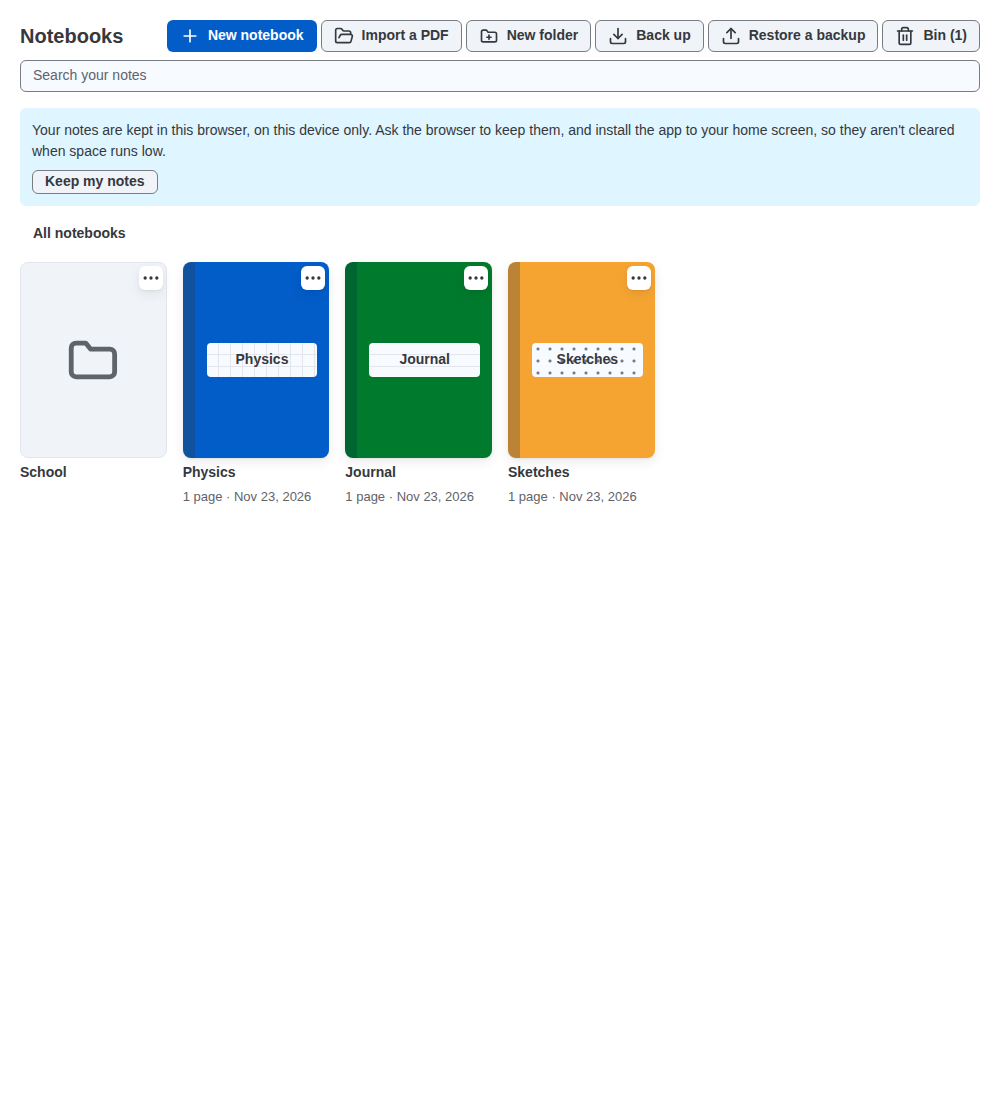 Notebooks
New notebook
Import a PDF
New folder
Back up
Restore a backup
Bin (1)
Search your notes
Your notes are kept in this browser, on this device only. Ask the browser to keep them, and install the app to your home screen, so they aren't cleared
when space runs low.
Keep my notes
All notebooks
Physics
Journal
Sketches
School
Physics
Journal
Sketches
1 page · Nov 23, 2026
1 page · Nov 23, 2026
1 page · Nov 23, 2026